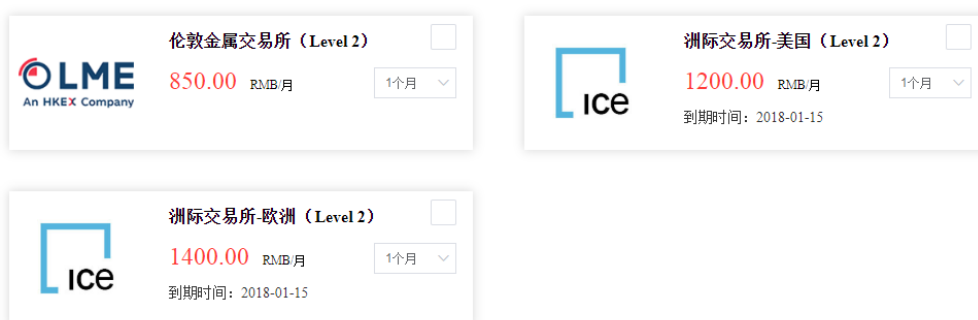 伦敦金属交易所（Level 2）
LME
An HKEX Company
850.00 RMB/月
1个月
洲际交易所-美国（Level 2）
ice
1200.00 RMB/月
1个月
到期时间：2018-01-15
洲际交易所-欧洲（Level 2）
ice
1400.00 RMB/月
1个月
到期时间：2018-01-15